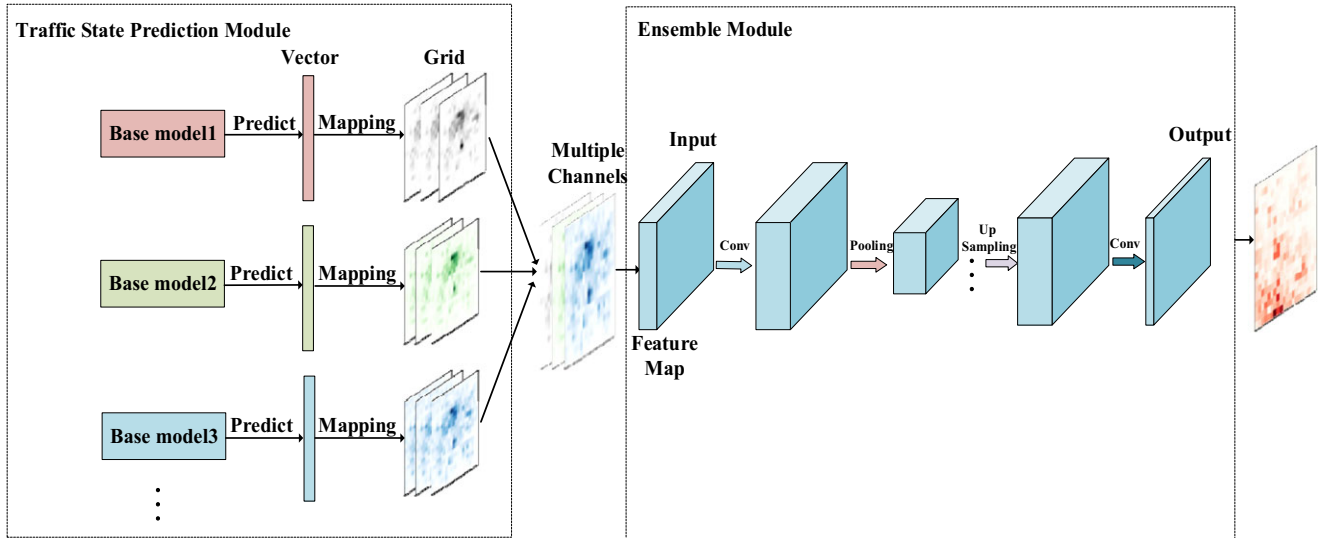 Traffic State Prediction Module
Vector
Grid
Base model1
Predict
Mapping
Base model2
Predict
Mapping
Base model3
Predict
Mapping
Multiple
Channels
Ensemble Module
Input
Feature
Map
Conv
Pooling
Up
Sampling
Conv
Output